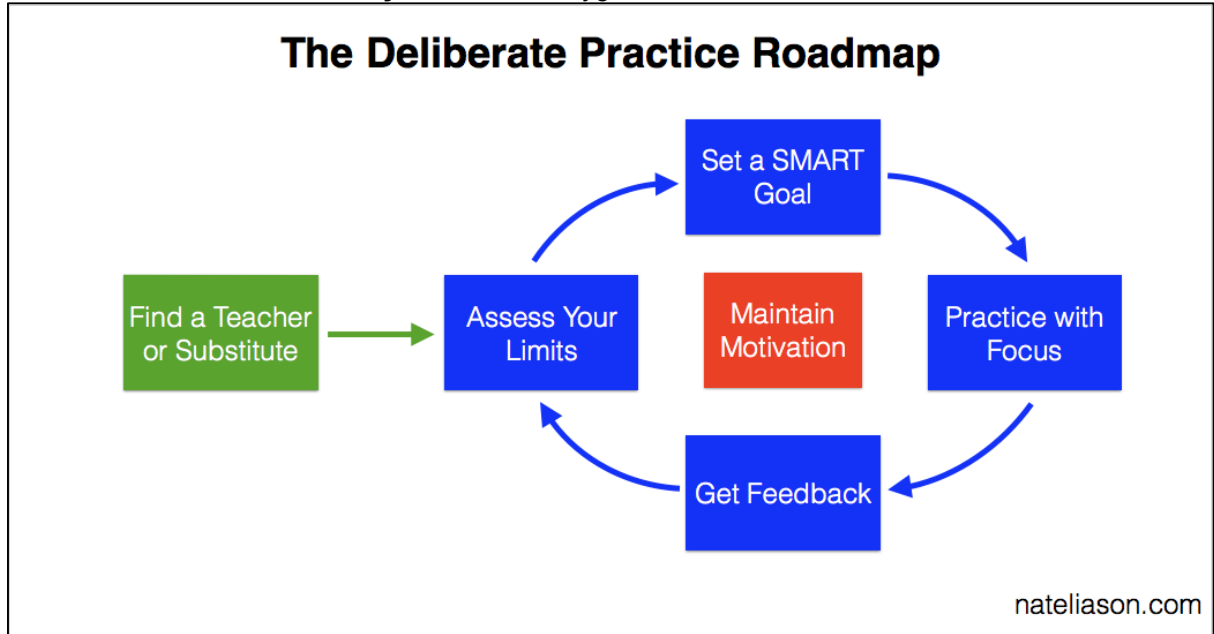 The Deliberate Practice Roadmap
Set a SMART
Goal
Find a Teacher
or Substitute
Assess Your
Limits
Maintain
Motivation
Practice with
Focus
Get Feedback
nateliason.com